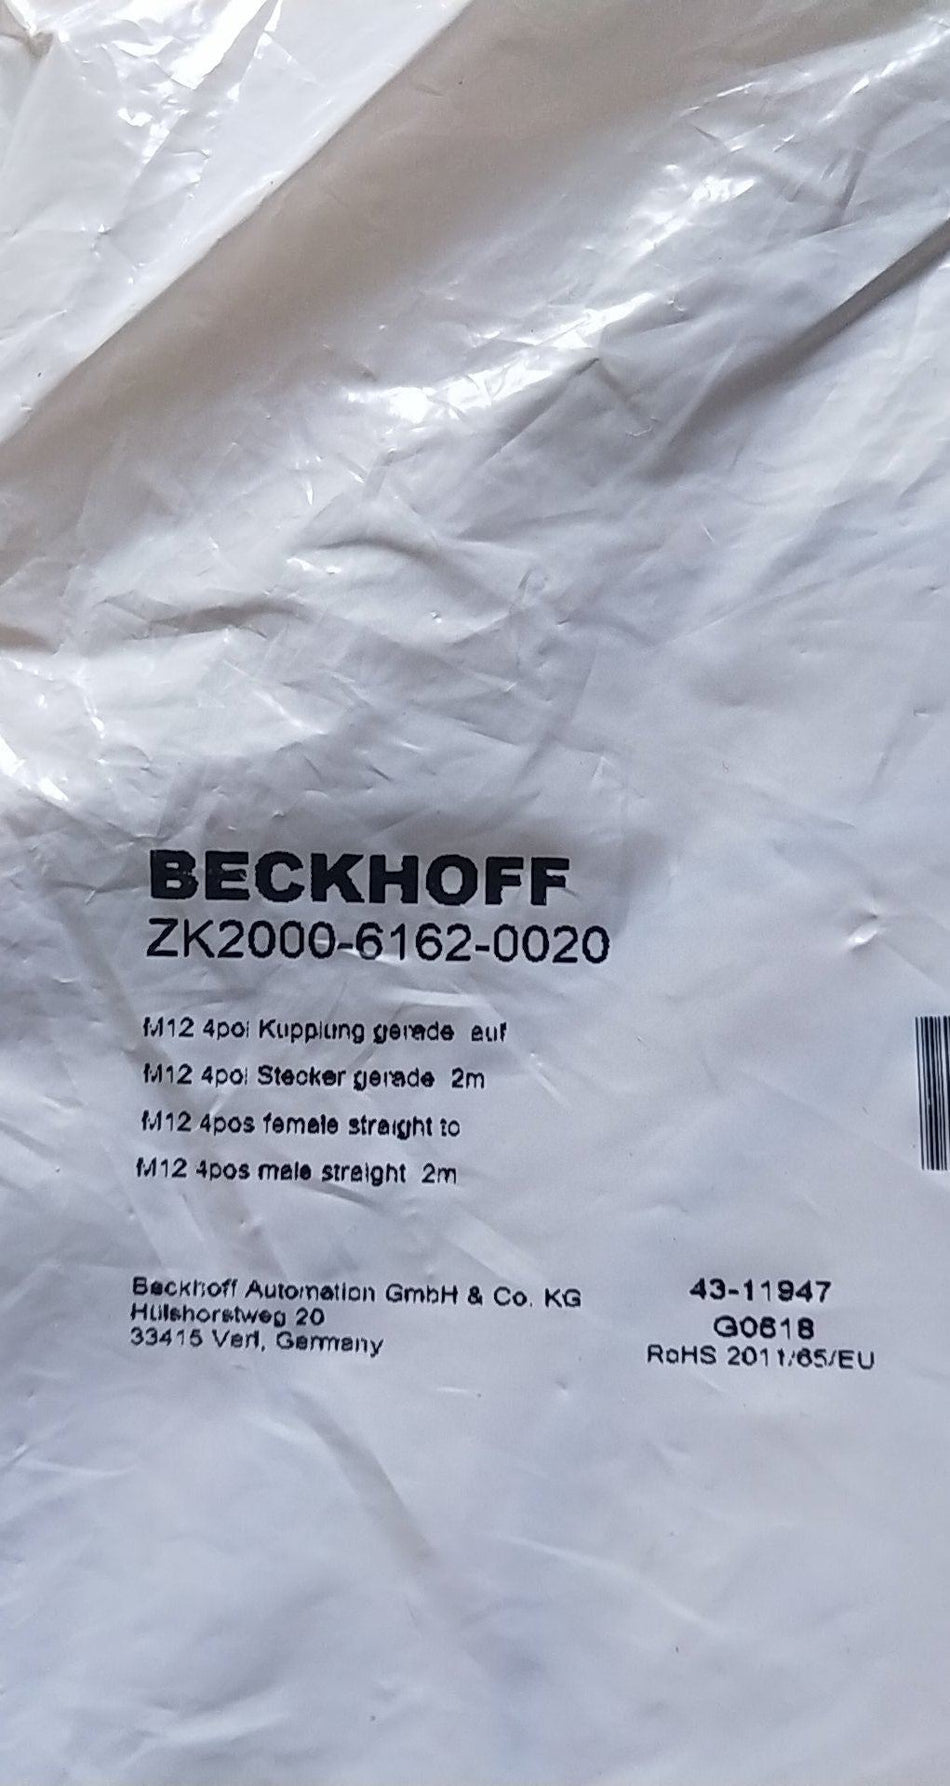 BECKHOFF
ZK2000-6162-0020
M12 4pol Kupplung gerade auf
M12 4pol Stecker gerade 2m
M12 4pos female straight to
M12 4pos male straight 2m
Beckhoff Automation GmbH & Co. KG
Hülshorstweg 20
33415 Verl, Germany
43-11947
G0618
RoHS 2011/65/EU